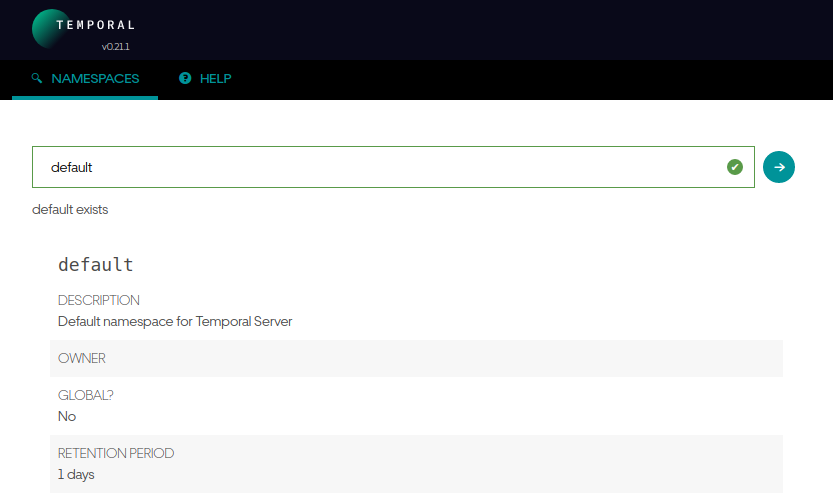 TEMPORAL
v0.21.1
NAMESPACES
HELP
default
default exists
default
DESCRIPTION
Default namespace for Temporal Server
OWNER
GLOBAL?
No
RETENTION PERIOD
1 days